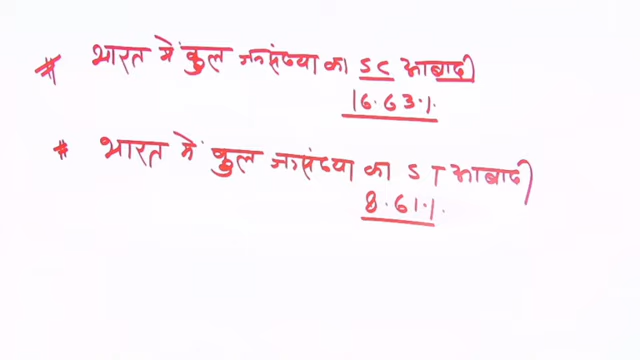 # भारत में कुल जनसंख्या का SC आबादी
16.63%
# भारत में कुल जनसंख्या का ST आबादी
8.61%